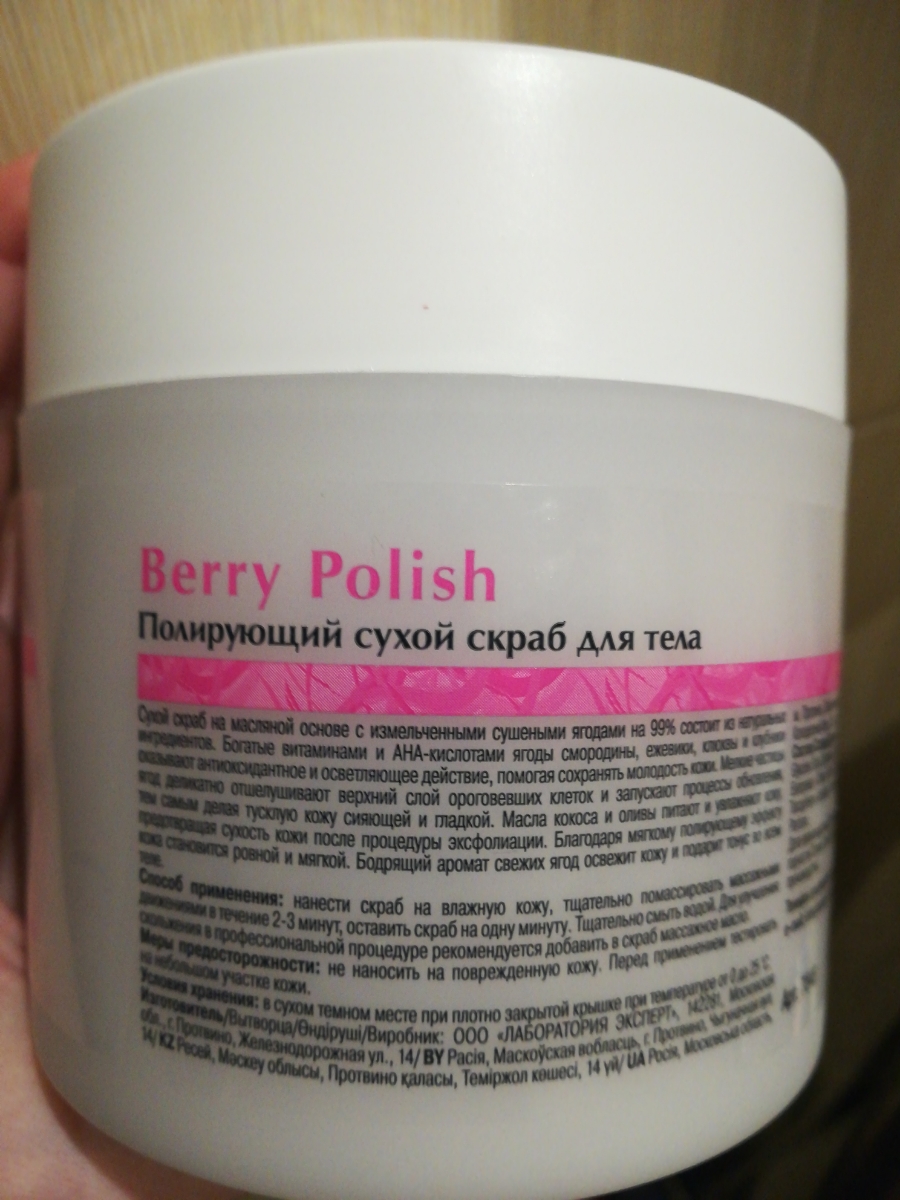 Berry Polish
Полирующий сухой скраб для тела
Сухой скраб на масляной основе с измельченными сушеными ягодами на 99% состоит из натуральных
ингредиентов. Богатые витаминами и АНА-кислотами ягоды смородины, ежевики, клюквы и клубники
оказывают антиоксидантное и осветляющее действие, помогая сохранять молодость кожи. Мелкие частицы
ягод деликатно отшелушивают верхний слой ороговевших клеток и запускают процессы обновления,
тем самым делая тусклую кожу сияющей и гладкой. Масла кокоса и оливы питают и увлажняют кожу,
предотвращая сухость кожи после процедуры эксфолиации. Благодаря мягкому полирующему эффекту
кожа становится ровной и мягкой. Бодрящий аромат свежих ягод освежит кожу и подарит тонус во всем
теле.
Способ применения: нанести скраб на влажную кожу, тщательно помассировать массажными
движениями в течение 2-3 минут, оставить скраб на одну минуту. Тщательно смыть водой. Для улучшения
скольжения в профессиональной процедуре рекомендуется добавить в скраб массажное масло.
Меры предосторожности: не наносить на поврежденную кожу. Перед применением тестировать
на небольшом участке кожи.
Условия хранения: в сухом темном месте при плотно закрытой крышке при температуре от 0 до 25°С.
Изготовитель/Вытворца/Өндіруші/Виробник: ООО «ЛАБОРАТОРИЯ ЭКСПЕРТ», 142281, Московская
обл., г. Протвино, Железнодорожная ул., 14/ BY Расія, Маскоўская вобласць, г. Протвино, Чыгуначная вул.
14/ KZ Ресей, Мәскеу облысы, Протвино қаласы, Теміржол көшесі, 14 үй/ UA Росія, Московська область,